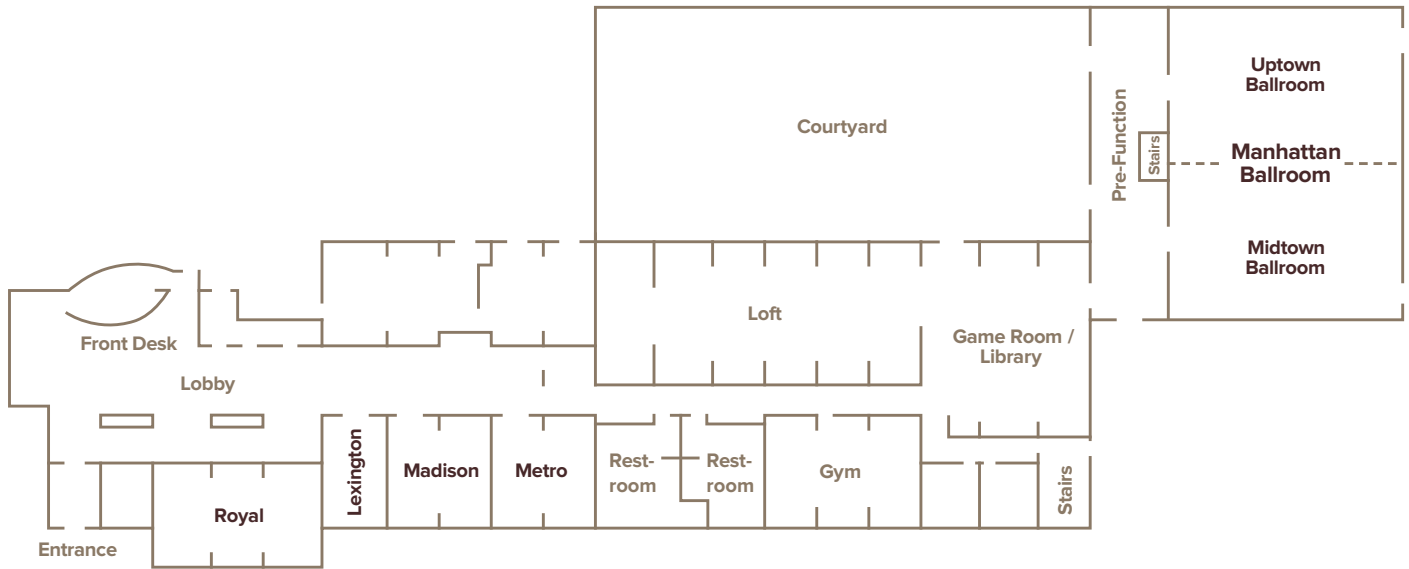 Uptown
Ballroom
Courtyard
Pre-Function
Stairs
Manhattan
Ballroom
Midtown
Ballroom
Loft
Game Room /
Library
Front Desk
Lobby
Lexington
Madison
Metro
Rest-
room
Rest-
room
Gym
Stairs
Royal
Entrance